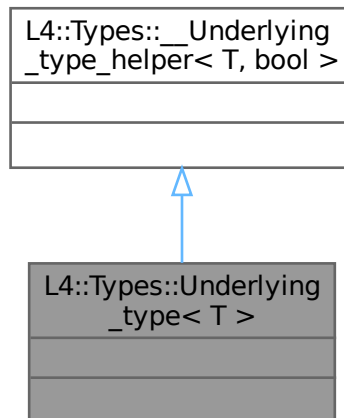 L4::Types::__Underlying
_type_helper< T, bool >
L4::Types::Underlying
_type< T >